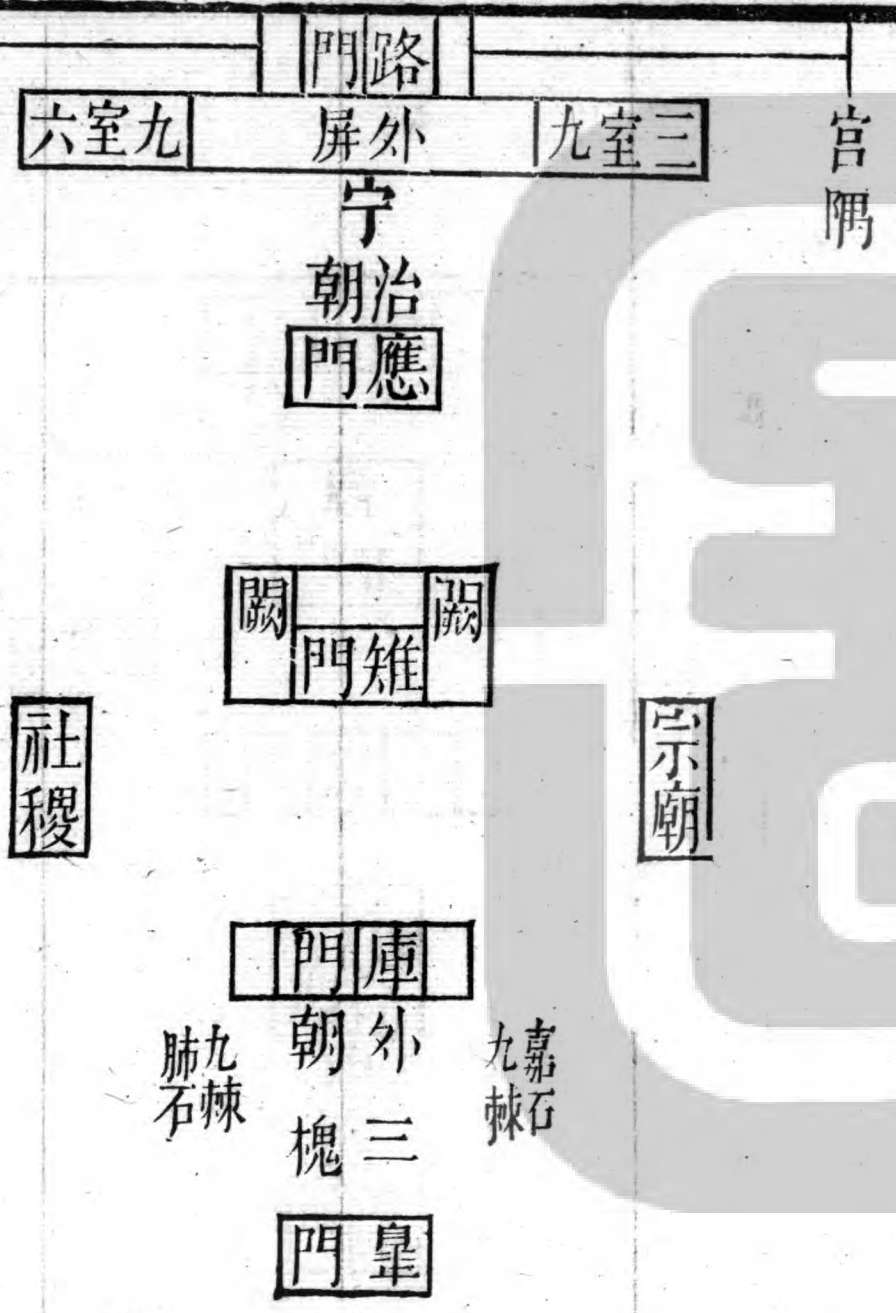 路門
宮隅
三室九
外屏
九室六
宁
治朝
應門
闕
雉門
闕
宗廟
社稷
庫門
外朝
嘉石
九棘
九棘
肺石
三槐
皐門